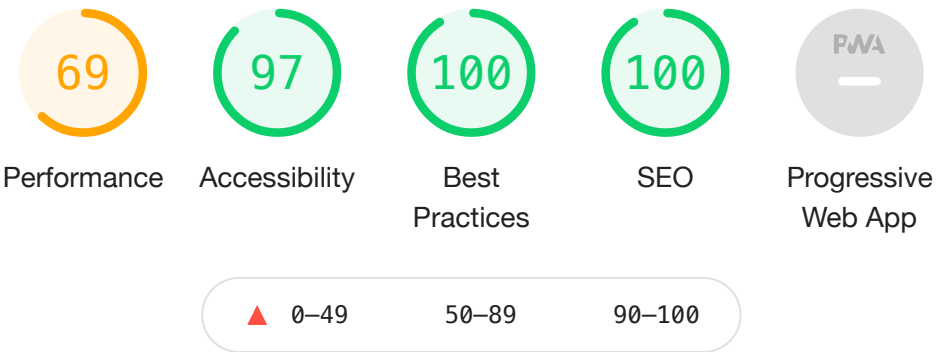 69 97 100 100 PWA
Performance Accessibility Best Practices SEO Progressive Web App
0–49 50–89 90–100